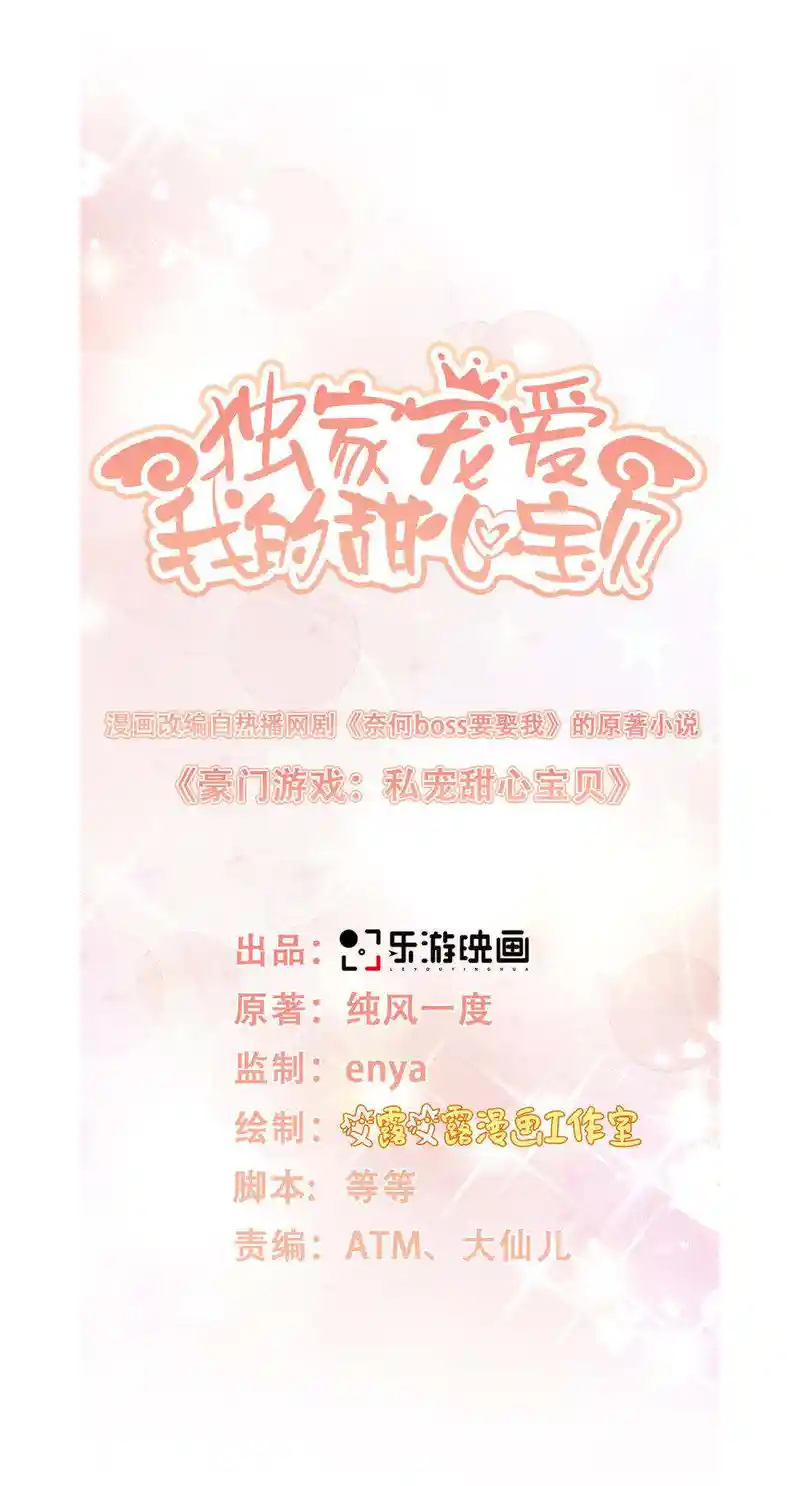 独家宠爱
我的甜心宝贝
漫画改编自热播网剧《奈何boss要娶我》的原著小说
《豪门游戏：私宠甜心宝贝》
出品：乐游映画
LEYOUYINGHUA
原著：纯风一度
监制：enya
绘制：皎露皎露漫画工作室
脚本：等等
责编：ATM、大仙儿